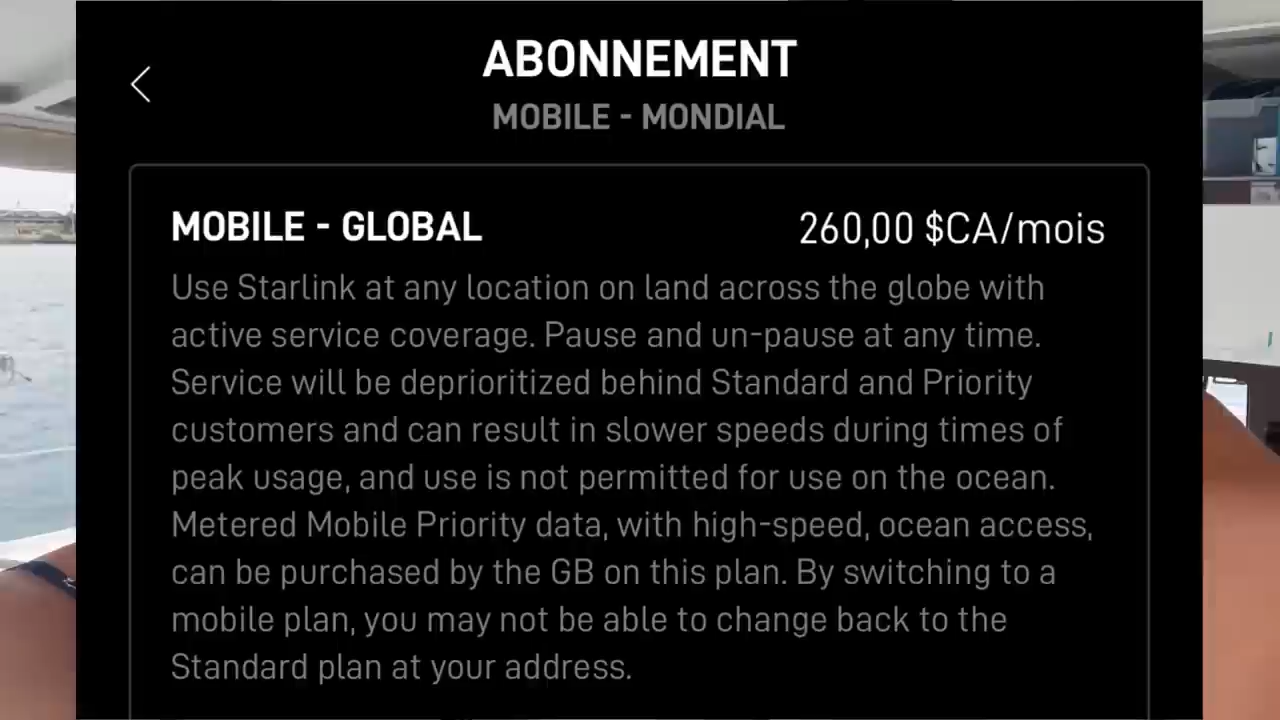 ABONNEMENT
MOBILE - MONDIAL
MOBILE - GLOBAL 260,00 $CA/mois
Use Starlink at any location on land across the globe with
active service coverage. Pause and un-pause at any time.
Service will be deprioritized behind Standard and Priority
customers and can result in slower speeds during times of
peak usage, and use is not permitted for use on the ocean.
Metered Mobile Priority data, with high-speed, ocean access,
can be purchased by the GB on this plan. By switching to a
mobile plan, you may not be able to change back to the
Standard plan at your address.